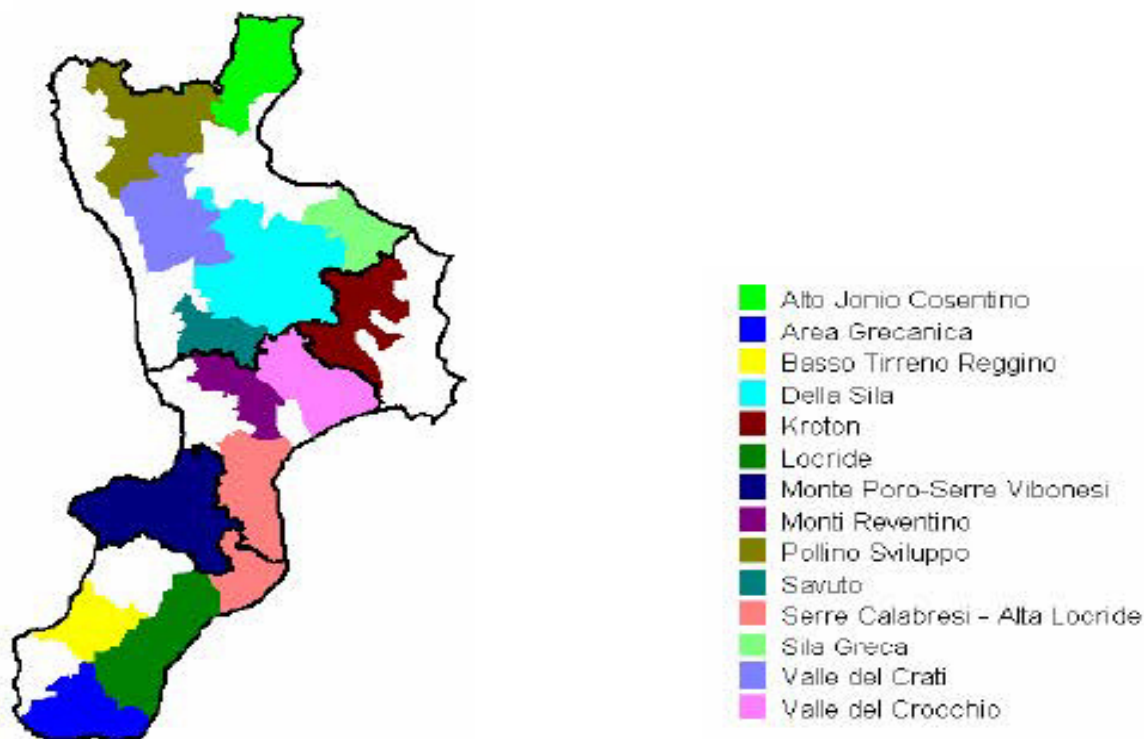 Alto Jonio Cosentino
Area Grecanica
Basso Tirreno Reggino
Della Sila
Kroton
Locride
Monte Poro-Serre Vibonesi
Monti Reventino
Pollino Sviluppo
Savuto
Serre Calabresi - Alta Locride
Sila Greca
Valle del Crati
Valle del Crocchio